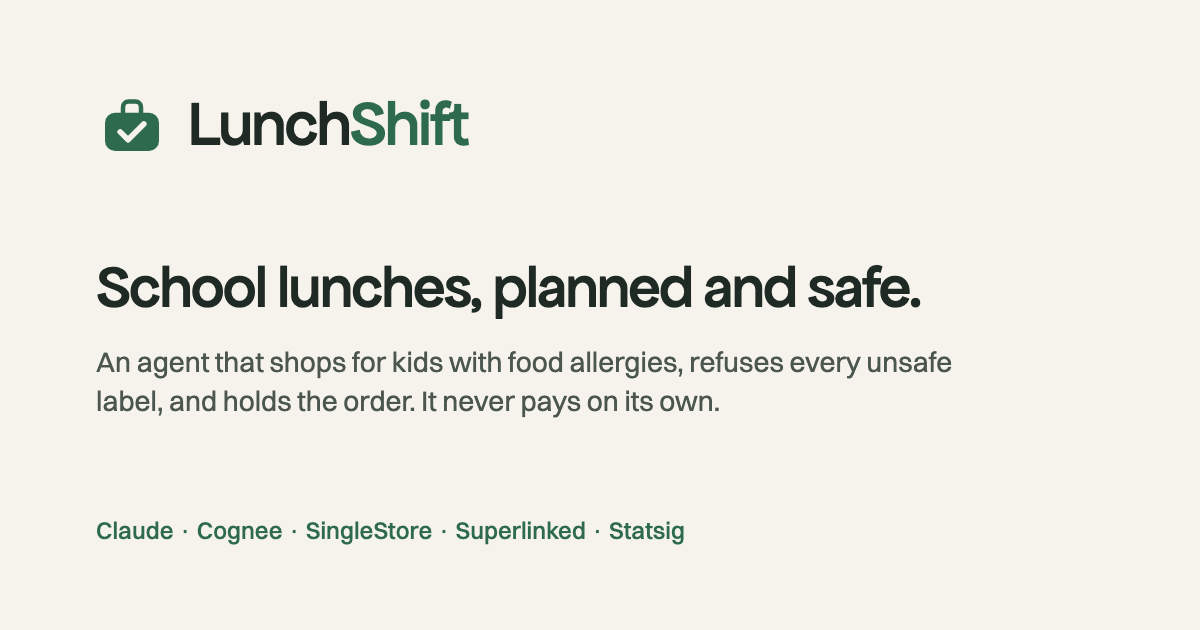 LunchShift
School lunches, planned and safe.
An agent that shops for kids with food allergies, refuses every unsafe
label, and holds the order. It never pays on its own.
Claude · Cognee · SingleStore · Superlinked · Statsig